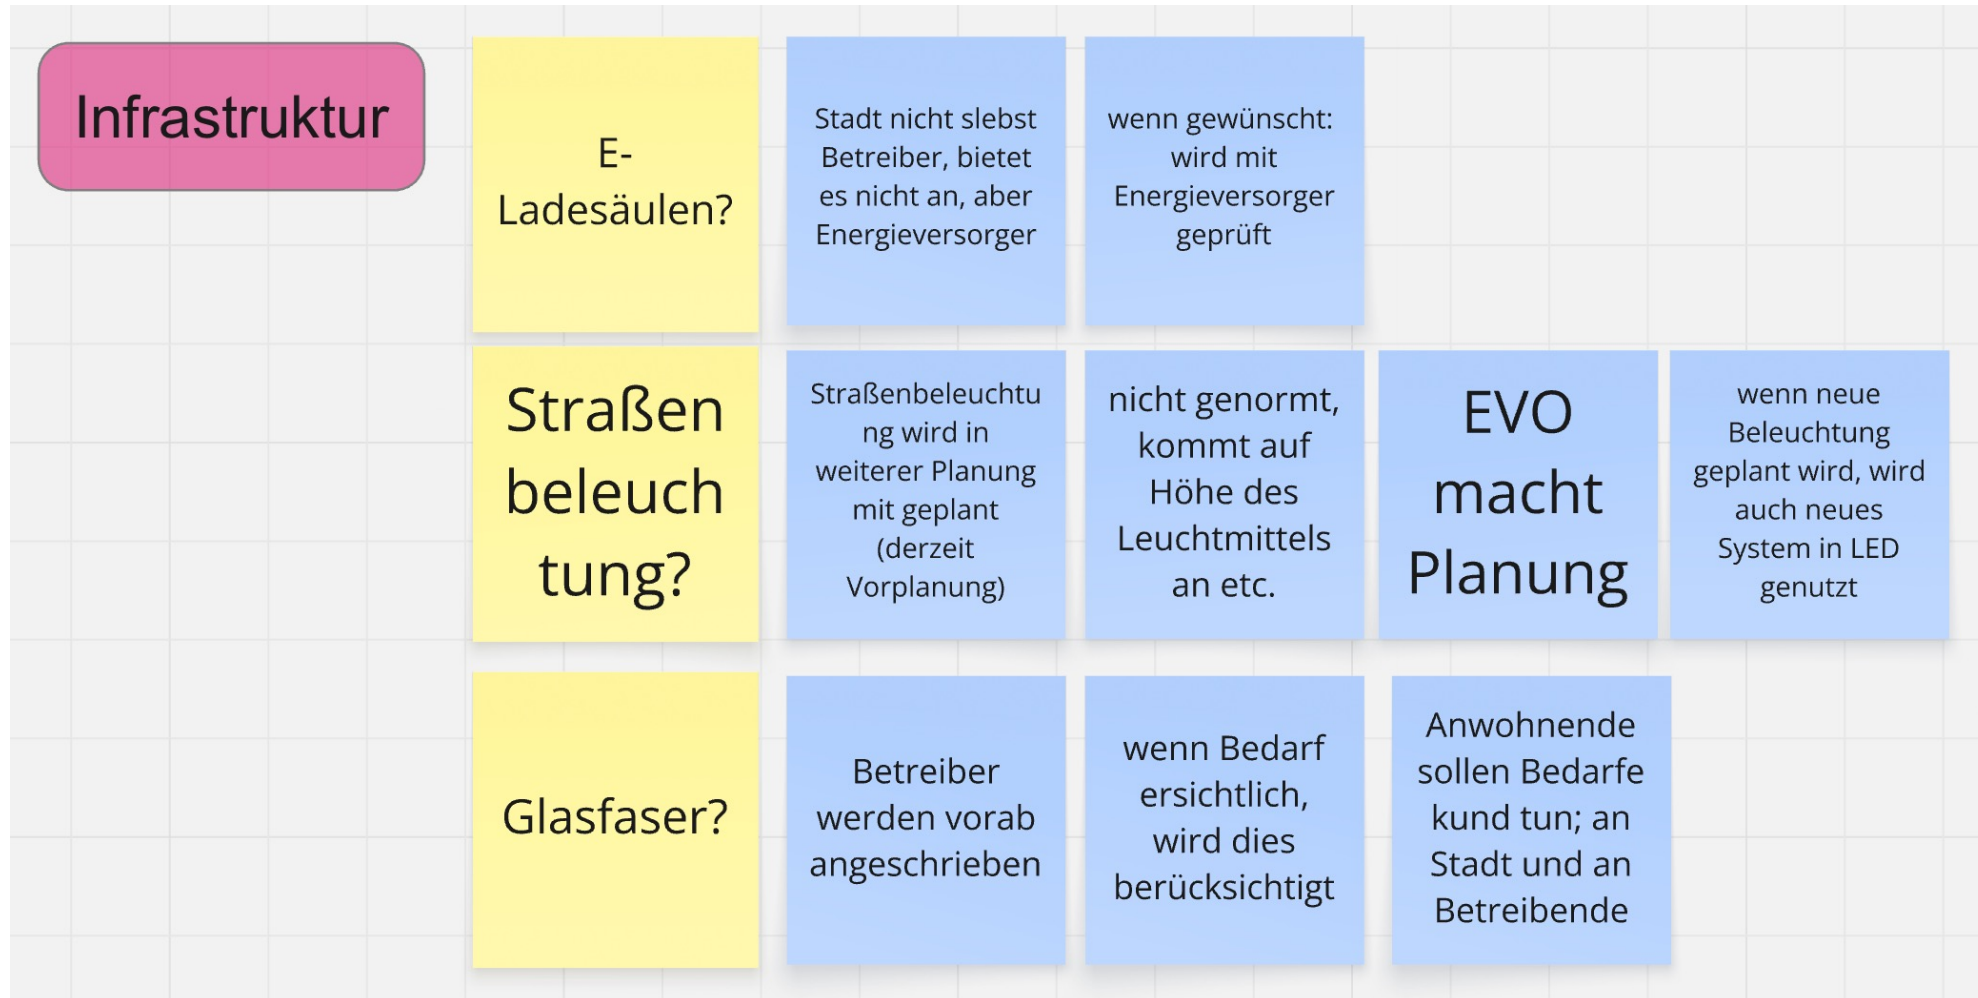 Infrastruktur
E-
Ladesäulen?
Stadt nicht slebst
Betreiber, bietet
es nicht an, aber
Energieversorger
wenn gewünscht:
wird mit
Energieversorger
geprüft
Straßen
beleuch
tung?
Straßenbeleuchtu
ng wird in
weiterer Planung
mit geplant
(derzeit
Vorplanung)
nicht genormt,
kommt auf
Höhe des
Leuchtmittels
an etc.
EVO
macht
Planung
wenn neue
Beleuchtung
geplant wird, wird
auch neues
System in LED
genutzt
Glasfaser?
Betreiber
werden vorab
angeschrieben
wenn Bedarf
ersichtlich,
wird dies
berücksichtigt
Anwohnende
sollen Bedarfe
kund tun; an
Stadt und an
Betreibende